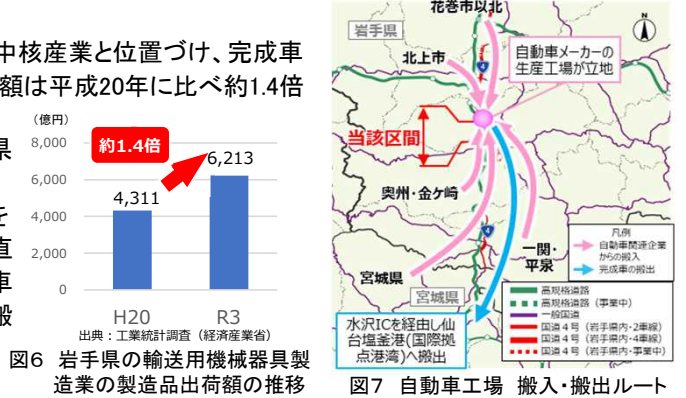 中核産業と位置づけ、完成車
額は平成20年に比べ約1.4倍
県
を
直
車
搬
（億円）
8,000
6,000
4,000
2,000
0
約1.4倍
4,311
6,213
H20
R3
出典：工業統計調査（経済産業省）
図6 岩手県の輸送用機械器具製
造業の製造品出荷額の推移
花巻市以北
岩手県
北上市
4
自動車メーカーの
生産工場が立地
当該区間
奥州・金ケ崎
4
一関・
平泉
宮城県
宮城県
水沢ICを経由し仙
台塩釜港（国際拠
点港湾）へ搬出
凡例
自動車関連企業
からの搬入
完成車の搬出
高規格道路
高規格道路（事業中）
一般国道
国道4号（岩手県内・2車線）
国道4号（岩手県内・4車線）
国道4号（岩手県内・事業中）
図7 自動車工場 搬入・搬出ルート